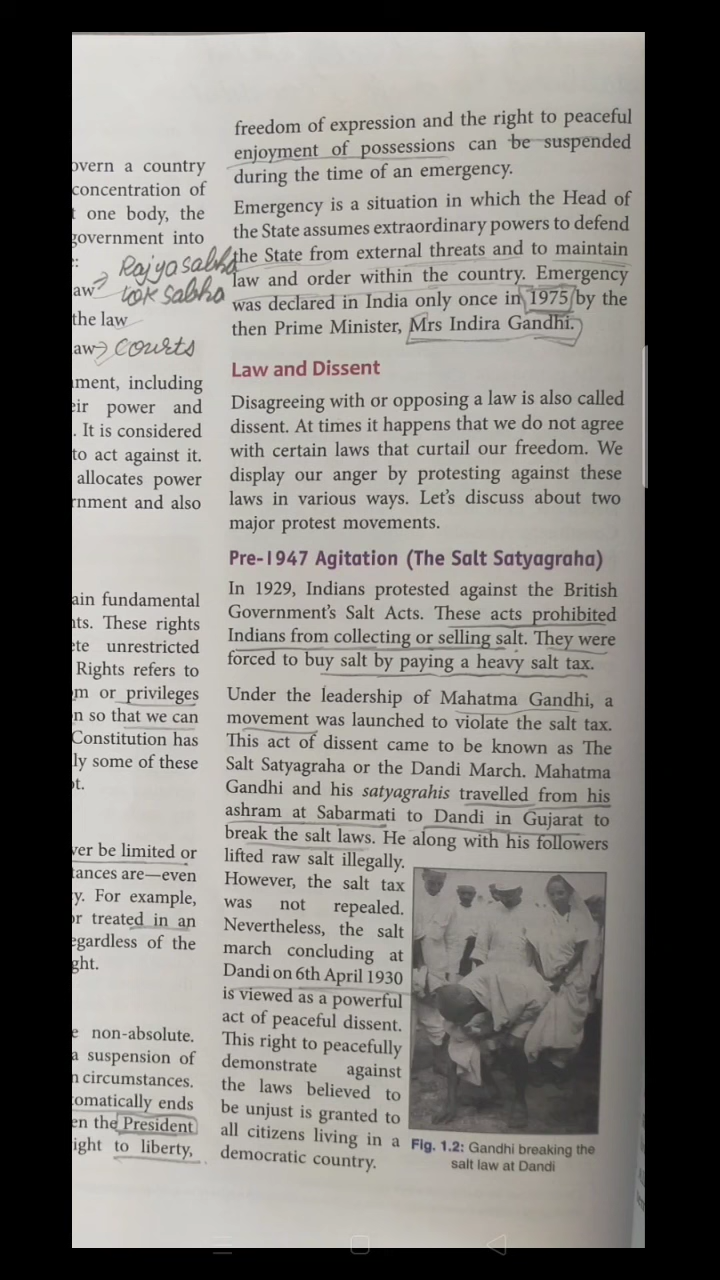 overn a country
concentration of
t one body, the
government into
:
Rajya sabha
aw
lok sabha
the law
aw → courts
nment, including
eir power and
. It is considered
to act against it.
allocates power
rnment and also
ain fundamental
hts. These rights
ete unrestricted
Rights refers to
m or privileges
n so that we can
Constitution has
ly some of these
ot.
ver be limited or
tances are—even
y. For example,
or treated in an
egardless of the
ght.
e non-absolute.
a suspension of
n circumstances.
tomatically ends
en the President
ight to liberty,
freedom of expression and the right to peaceful
enjoyment of possessions can be suspended
during the time of an emergency.
Emergency is a situation in which the Head of
the State assumes extraordinary powers to defend
the State from external threats and to maintain
law and order within the country. Emergency
was declared in India only once in 1975 by the
then Prime Minister, Mrs Indira Gandhi.
Law and Dissent
Disagreeing with or opposing a law is also called
dissent. At times it happens that we do not agree
with certain laws that curtail our freedom. We
display our anger by protesting against these
laws in various ways. Let's discuss about two
major protest movements.
Pre-1947 Agitation (The Salt Satyagraha)
In 1929, Indians protested against the British
Government's Salt Acts. These acts prohibited
Indians from collecting or selling salt. They were
forced to buy salt by paying a heavy salt tax.
Under the leadership of Mahatma Gandhi, a
movement was launched to violate the salt tax.
This act of dissent came to be known as The
Salt Satyagraha or the Dandi March. Mahatma
Gandhi and his satyagrahis travelled from his
ashram at Sabarmati to Dandi in Gujarat to
break the salt laws. He along with his followers
lifted raw salt illegally.
However, the salt tax
was not repealed.
Nevertheless, the salt
march concluding at
Dandi on 6th April 1930
is viewed as a powerful
act of peaceful dissent.
This right to peacefully
demonstrate against
the laws believed to
be unjust is granted to
all citizens living in a
democratic country.
Fig. 1.2: Gandhi breaking the
salt law at Dandi